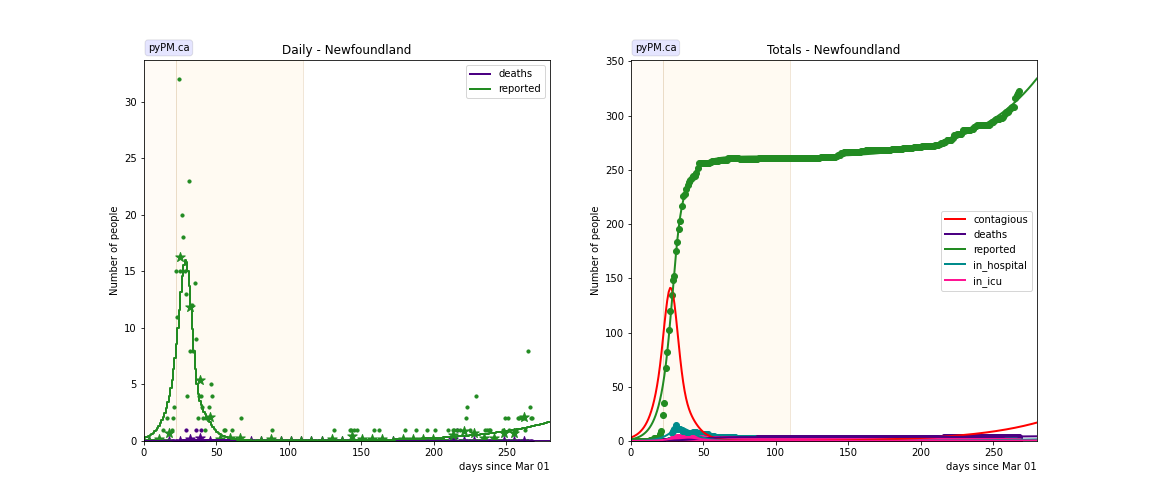 pyPM.ca
Daily - Newfoundland
deaths
reported
Number of people
30
25
20
15
10
5
0
0
50
100
150
200
250
days since Mar 01
pyPM.ca
Totals - Newfoundland
350
300
250
200
150
100
50
0
Number of people
contagious
deaths
reported
in_hospital
in_icu
0
50
100
150
200
250
days since Mar 01